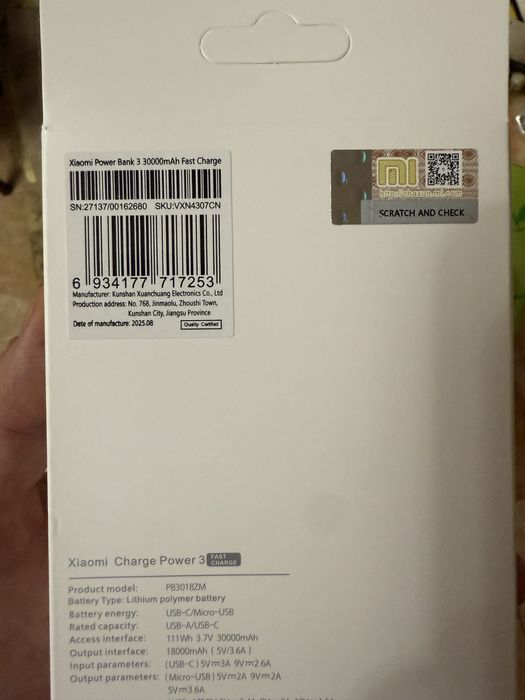 Xiaomi Power Bank 3 30000mAh Fast Charge
SN:27137/00162680 SKU:VXN4307CN
6 934177 717253
Manufacturer: Kunshan Xuanchuang Electronics Co., Ltd
Production address: No. 768, Jinmaolu, Zhoushi Town,
Kunshan City, Jiangsu Province
Date of manufacture: 2025.08 Quality Certified
mi
http://chaxun.mi.com
SCRATCH AND CHECK
Xiaomi Charge Power 3 FAST CHARGE
Product model: PB3018ZM
Battery Type: Lithium polymer battery
Battery energy: USB-C/Micro-USB
Rated capacity: USB-A/USB-C
Access interface: 111Wh 3.7V 30000mAh
Output interface: 18000mAh ( 5V/3.6A )
Input parameters: (USB-C) 5V⎓3A 9V⎓2.6A
Output parameters: (Micro-USB) 5V⎓2A 9V⎓2A
5V⎓3.6A